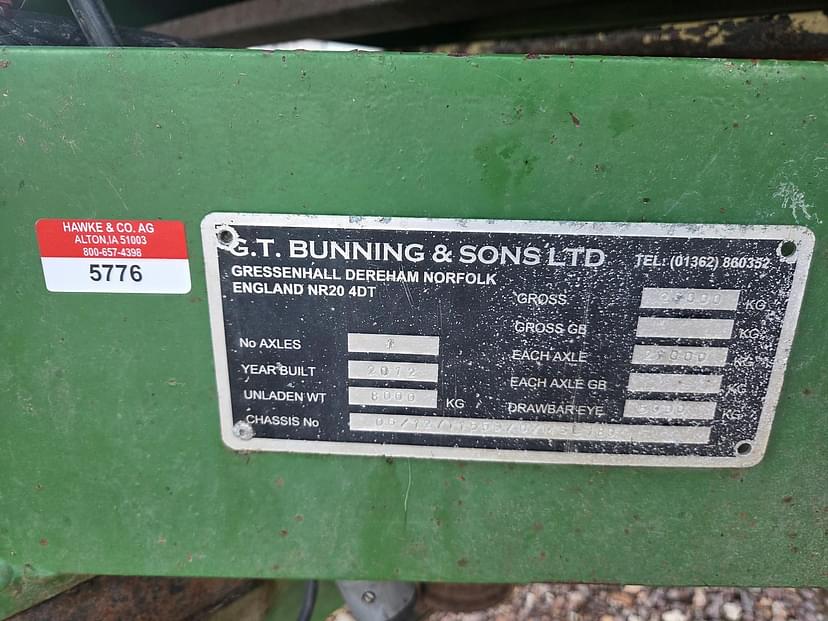 HAWKE & CO. AG
ALTON,IA 51003
800-657-4398
5776
G.T. BUNNING & SONS LTD
TEL: (01362) 860352
GRESSENHALL DEREHAM NORFOLK
ENGLAND NR20 4DT
GROSS KG
GROSS GB KG
No AXLES 1
EACH AXLE KG
YEAR BUILT 2012
EACH AXLE GB KG
UNLADEN WT 8000 KG
DRAWBAR EYE KG
CHASSIS No